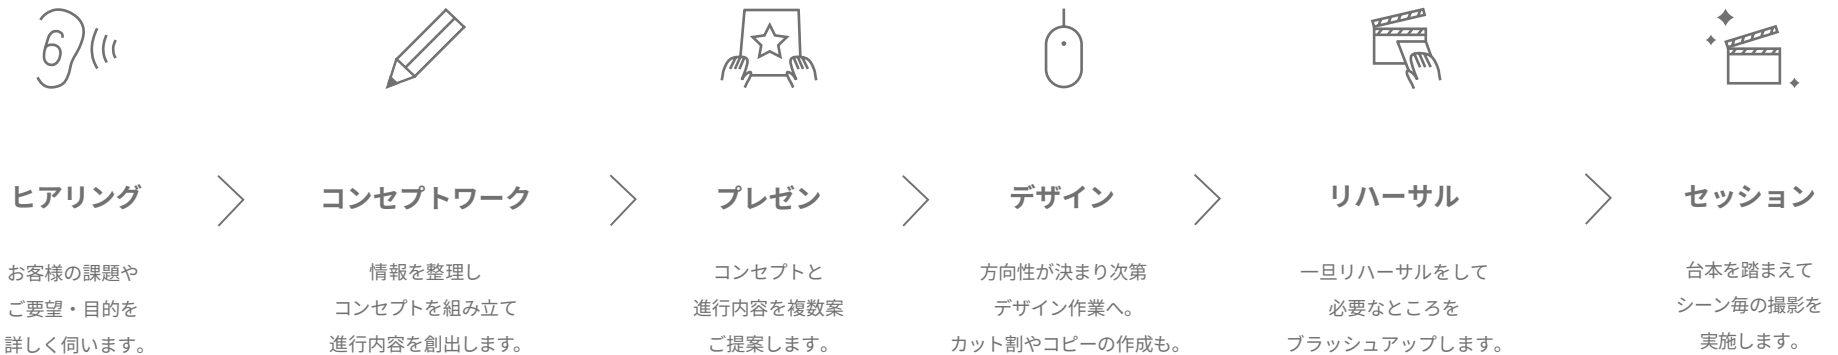 ヒアリング
お客様の課題や
ご要望・目的を
詳しく伺います。
コンセプトワーク
情報を整理し
コンセプトを組み立て
進行内容を創出します。
プレゼン
コンセプトと
進行内容を複数案
ご提案します。
デザイン
方向性が決まり次第
デザイン作業へ。
カット割やコピーの作成も。
リハーサル
一旦リハーサルをして
必要なところを
ブラッシュアップします。
セッション
台本を踏まえて
シーン毎の撮影を
実施します。